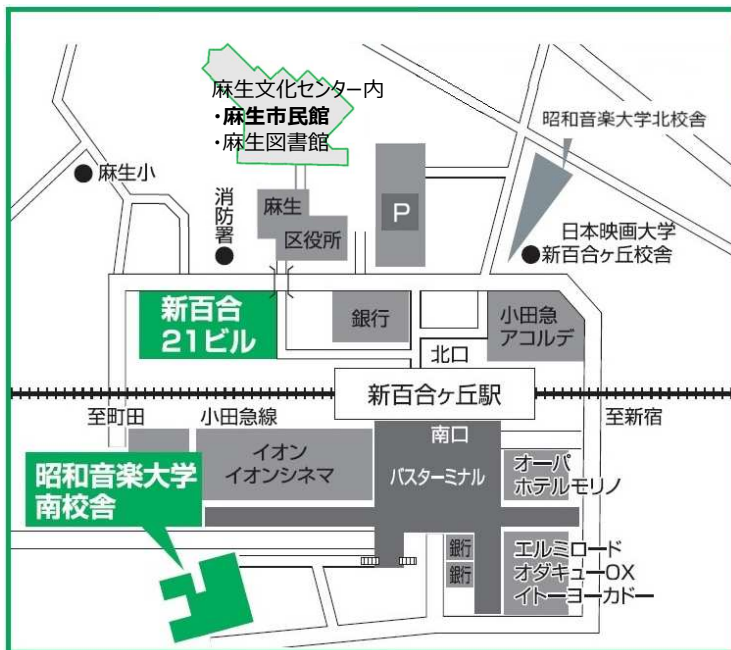 麻生文化センター内
・麻生市民館
・麻生図書館
昭和音楽大学北校舎
麻生小
消防署
麻生
区役所
P
日本映画大学
新百合ヶ丘校舎
新百合
21ビル
銀行
小田急
アコルデ
北口
新百合ヶ丘駅
至町田
小田急線
至新宿
南口
イオン
イオンシネマ
バスターミナル
オーパ
ホテルモリノ
昭和音楽大学
南校舎
銀行
銀行
エルミロード
オダキューOX
イトーヨーカドー